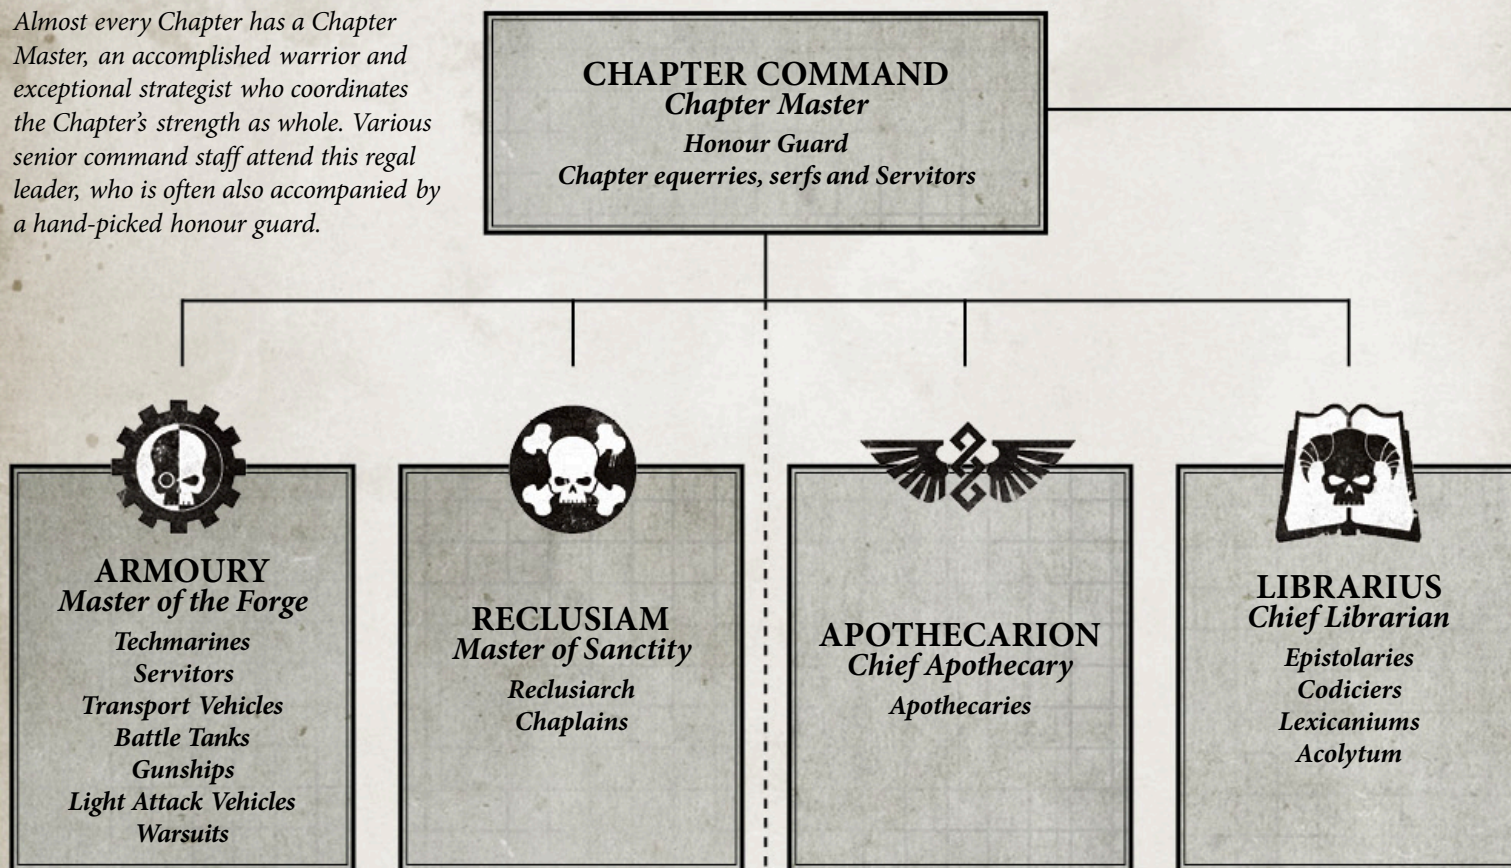 Almost every Chapter has a Chapter
Master, an accomplished warrior and
exceptional strategist who coordinates
the Chapter's strength as whole. Various
senior command staff attend this regal
leader, who is often also accompanied by
a hand-picked honour guard.
CHAPTER COMMAND
Chapter Master
Honour Guard
Chapter equerries, serfs and Servitors
ARMOURY
Master of the Forge
Techmarines
Servitors
Transport Vehicles
Battle Tanks
Gunships
Light Attack Vehicles
Warsuits
RECLUSIAM
Master of Sanctity
Reclusiarch
Chaplains
APOTHECARION
Chief Apothecary
Apothecaries
LIBRARIUS
Chief Librarian
Epistolaries
Codiciers
Lexicaniums
Acolytum